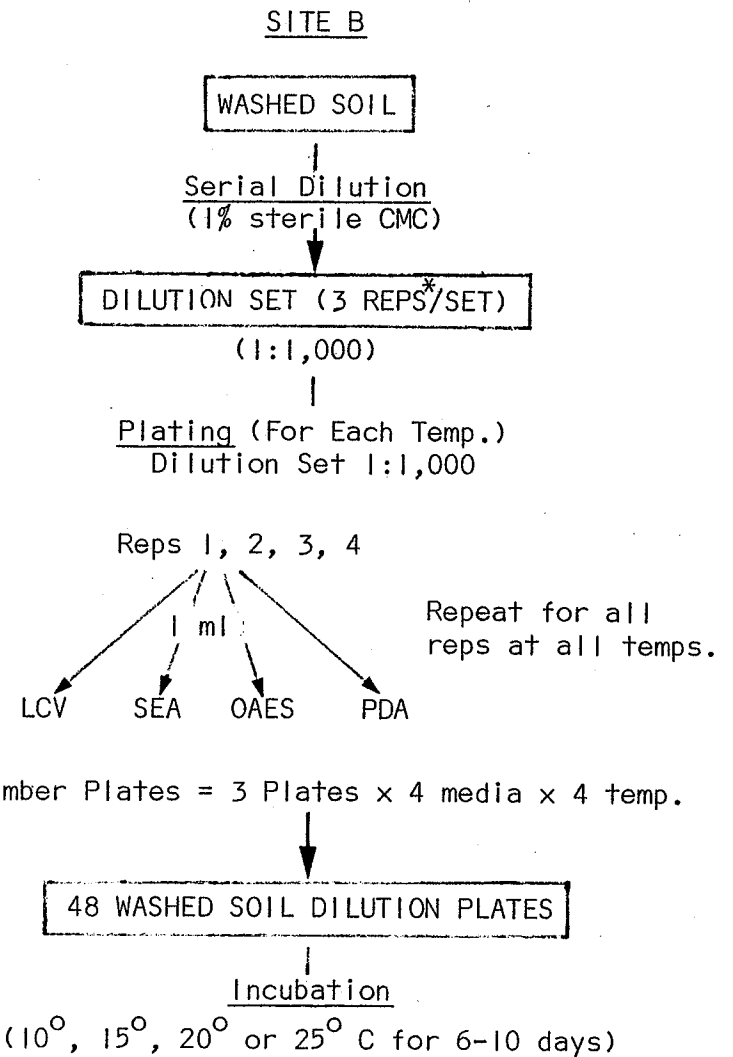 SITE B
WASHED SOIL
Serial Dilution
(1% sterile CMC)
DILUTION SET (3 REPS*/SET)
(1:1,000)
Plating (For Each Temp.)
Dilution Set 1:1,000
Reps 1, 2, 3, 4
1 ml
Repeat for all
reps at all temps.
LCV SEA OAES PDA
mber Plates = 3 Plates x 4 media x 4 temp.
48 WASHED SOIL DILUTION PLATES
Incubation
(10°, 15°, 20° or 25° C for 6-10 days)